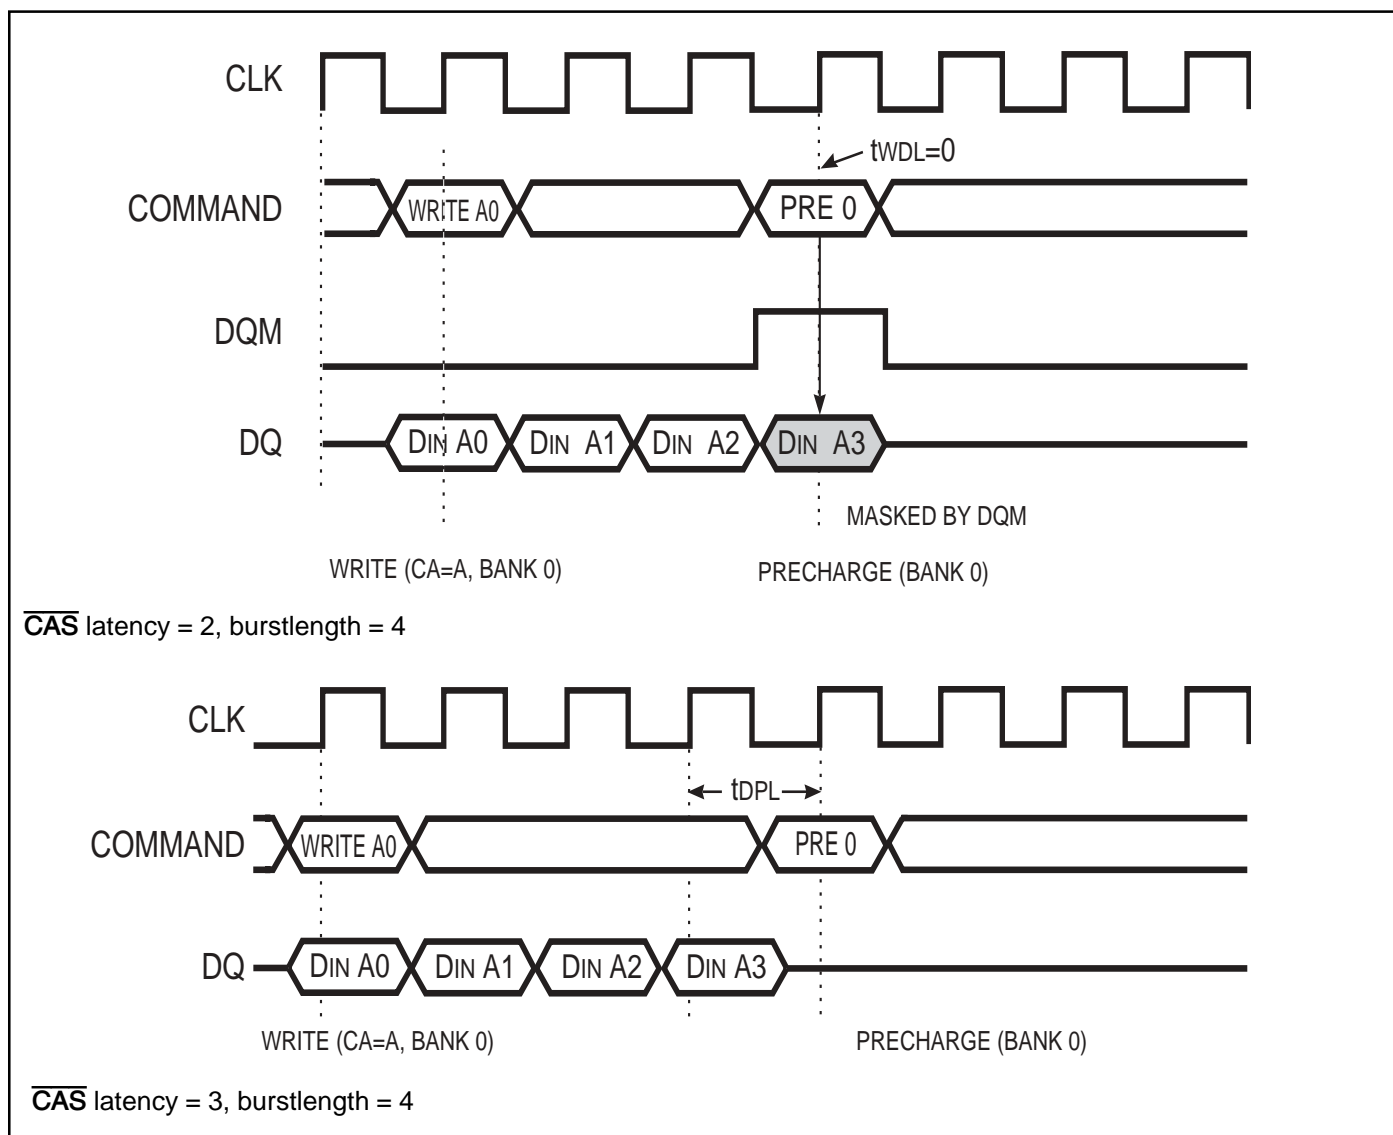 CLK
tWDL=0
COMMAND WRITE A0 PRE 0
DQM
DQ DIN A0 DIN A1 DIN A2 DIN A3
MASKED BY DQM
WRITE (CA=A, BANK 0) PRECHARGE (BANK 0)
CAS latency = 2, burstlength = 4
CLK
tDPL
COMMAND WRITE A0 PRE 0
DQ DIN A0 DIN A1 DIN A2 DIN A3
WRITE (CA=A, BANK 0) PRECHARGE (BANK 0)
CAS latency = 3, burstlength = 4